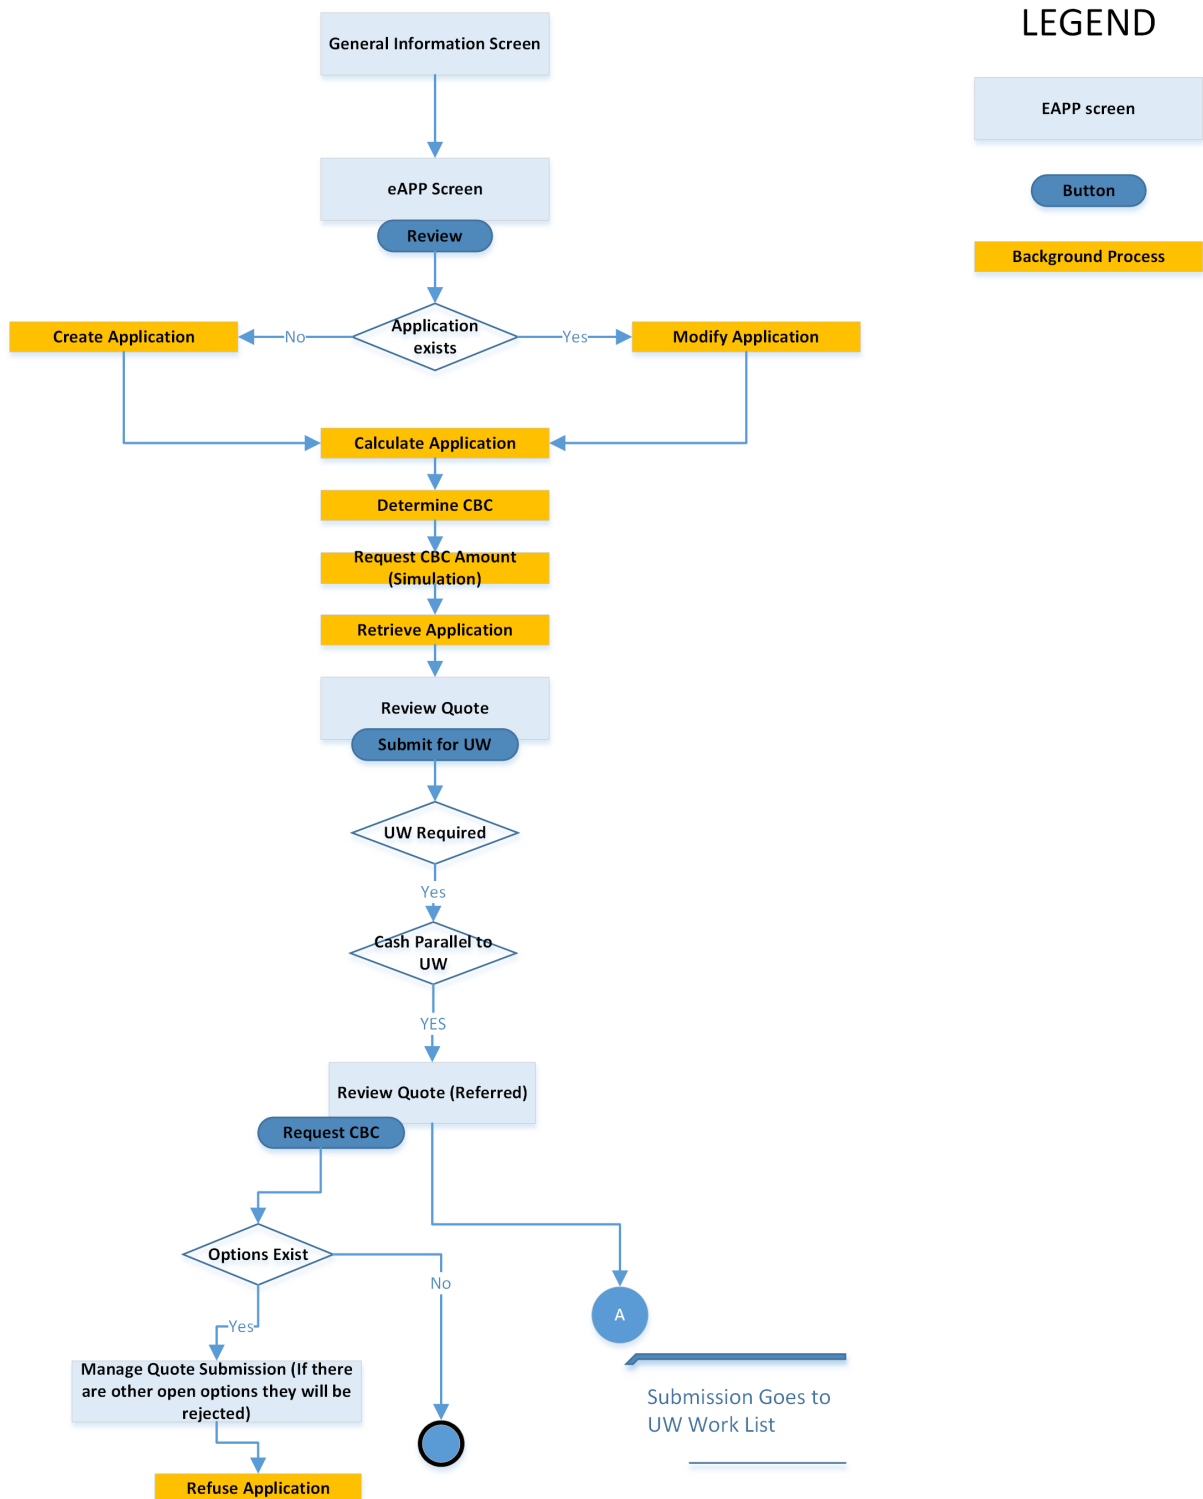 LEGEND
General Information Screen
EAPP screen
eAPP Screen
Button
Review
Background Process
Application
exists
No
Yes
Create Application
Modify Application
Calculate Application
Determine CBC
Request CBC Amount
(Simulation)
Retrieve Application
Review Quote
Submit for UW
UW Required
Yes
Cash Parallel to
UW
YES
Review Quote (Referred)
Request CBC
Options Exist
No
Yes
A
Manage Quote Submission (If there
are other open options they will be
rejected)
Submission Goes to
UW Work List
Refuse Application